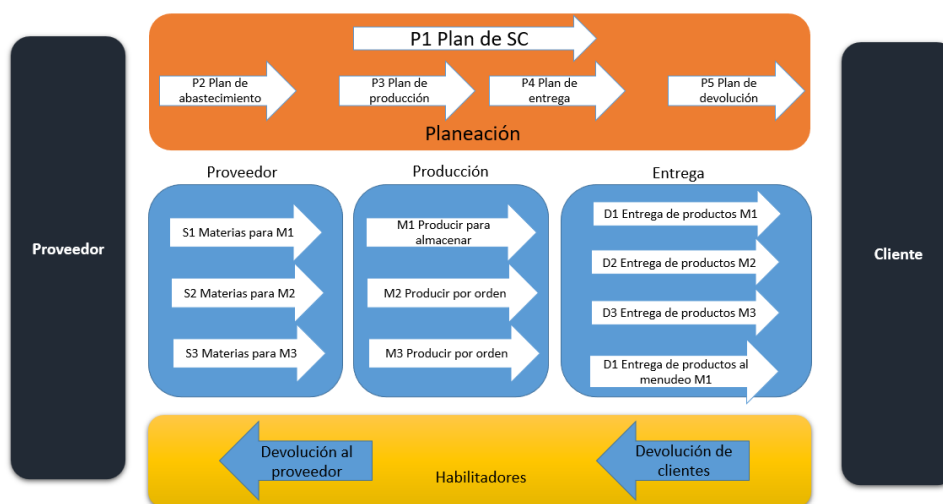 P1 Plan de SC
P2 Plan de
abastecimiento
P3 Plan de
producción
P4 Plan de
entrega
P5 Plan de
devolución
Planeación
Proveedor
Cliente
Proveedor
Producción
Entrega
S1 Materias para M1
S2 Materias para M2
S3 Materias para M3
M1 Producir para
almacenar
M2 Producir por orden
M3 Producir por orden
D1 Entrega de productos M1
D2 Entrega de productos M2
D3 Entrega de productos M3
D1 Entrega de productos al
menudeo M1
Devolución al
proveedor
Habilitadores
Devolución de
clientes